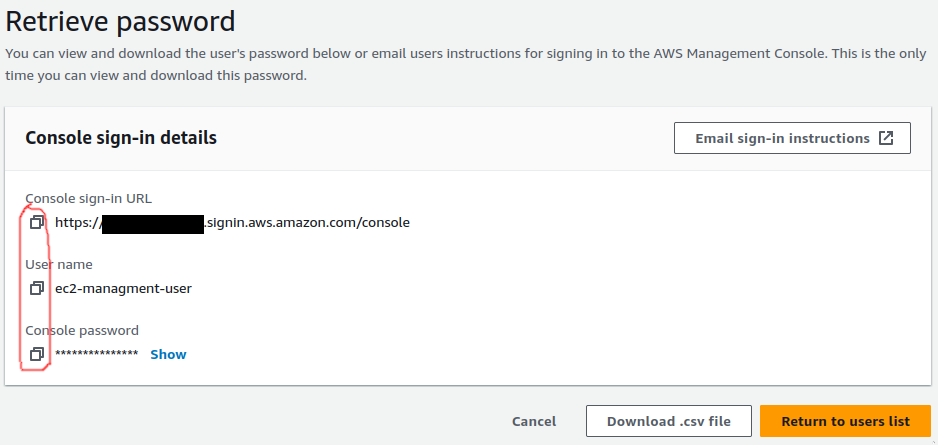 Retrieve password
You can view and download the user's password below or email users instructions for signing in to the AWS Management Console. This is the only
time you can view and download this password.
Console sign-in details
Email sign-in instructions
Console sign-in URL
https:// .signin.aws.amazon.com/console
User name
ec2-managment-user
Console password
*************** Show
Cancel
Download .csv file
Return to users list